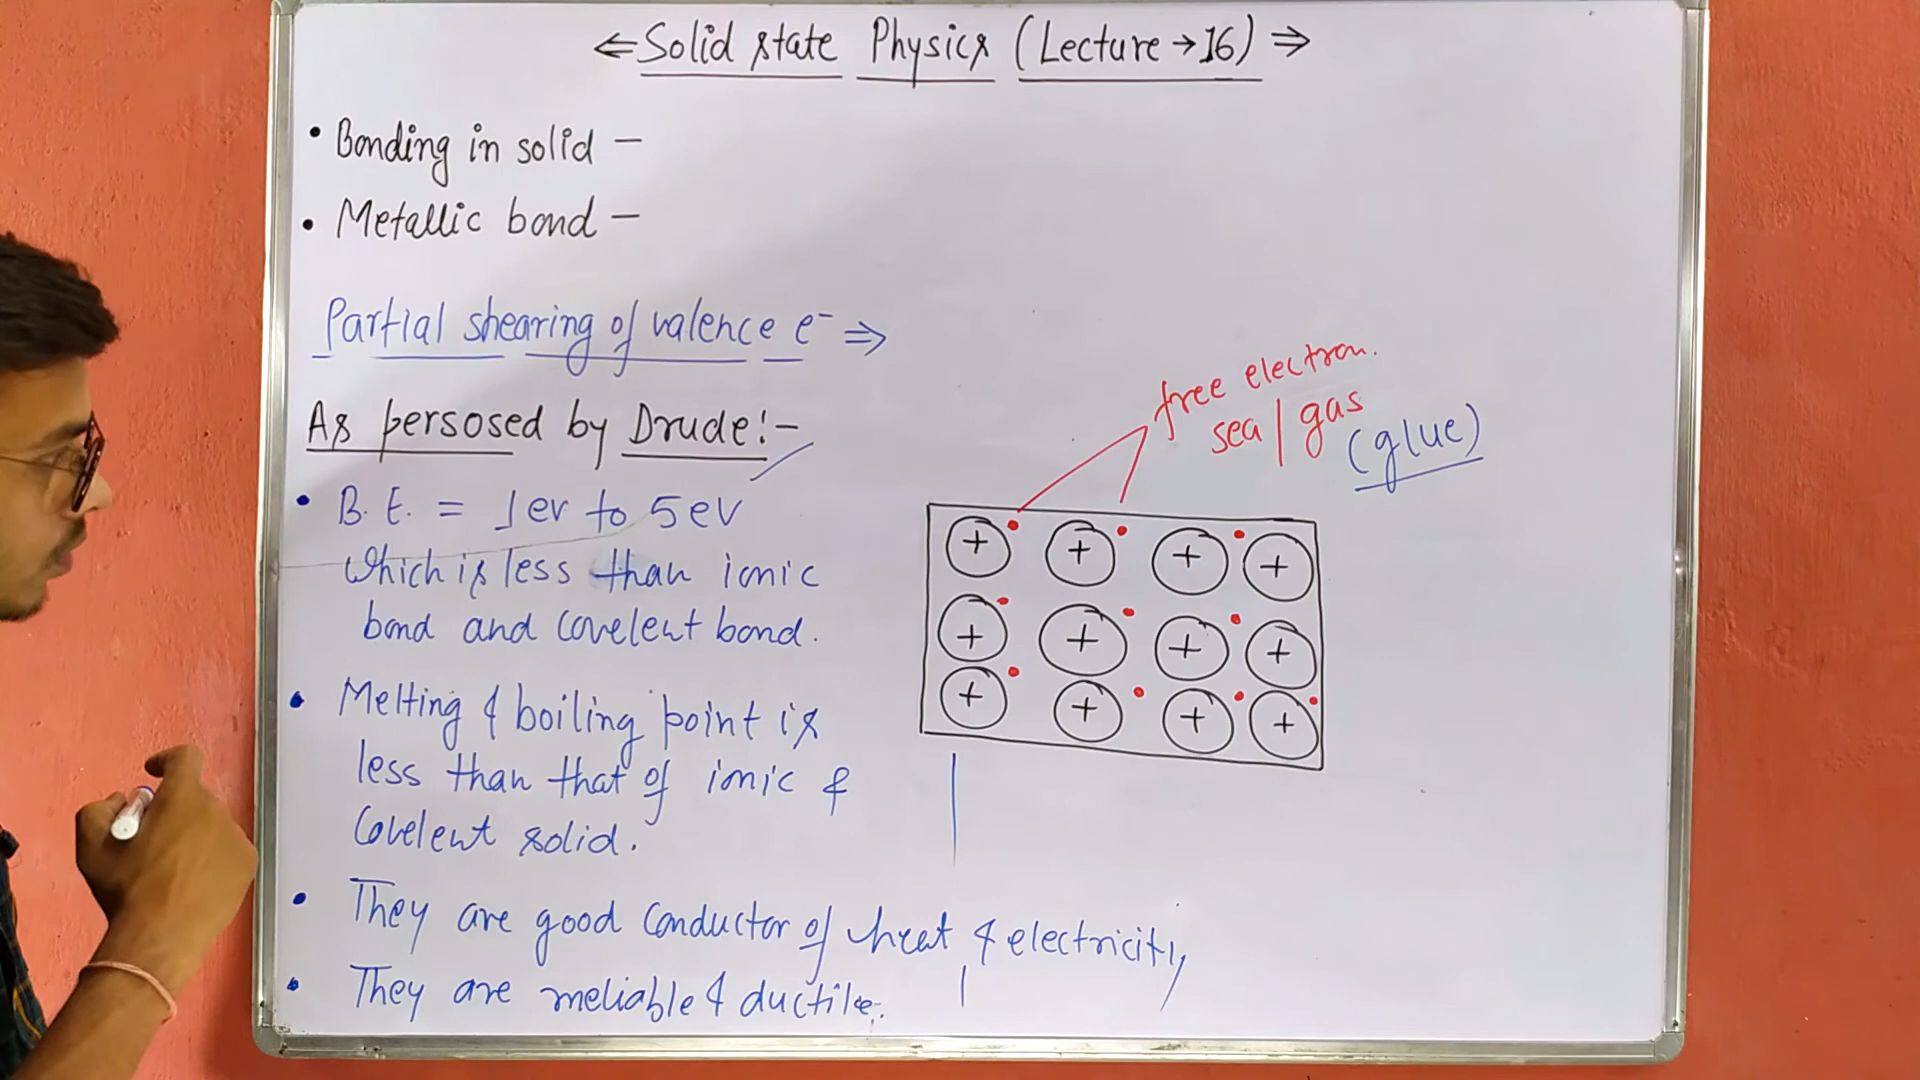 ⇐ Solid state Physics (Lecture → 16) ⇒
• Bonding in solid –
• Metallic bond –
Partial shearing of valence e⁻ ⇒
As persosed by Drude:-
• B.E. = 1ev to 5eV
which is less than ionic
bond and covelent bond.
• Melting & boiling point is
less than that of ionic &
Covelent solid.
• They are good conductor of heat & electricity
• They are meliable & ductile.
free electron.
sea/gas
(glue)
+ + + +
+ + + +
+ + + +